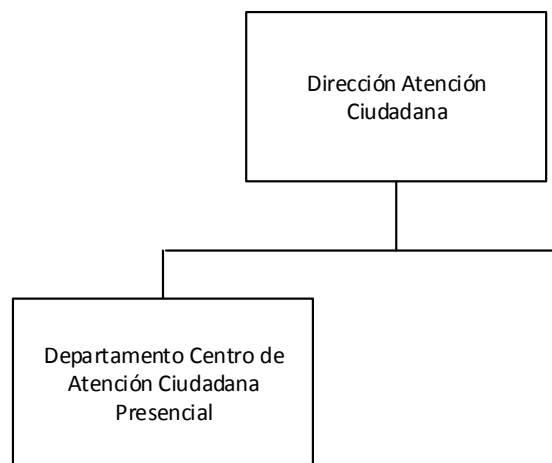 Dirección Atención
Ciudadana
Departamento Centro de
Atención Ciudadana
Presencial